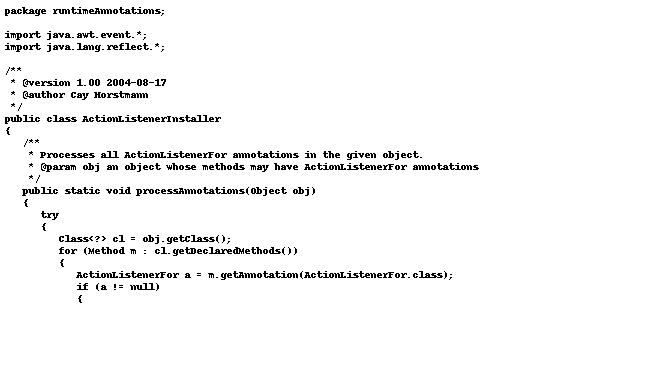 package runtimeAnnotations;

import java.awt.event.*;
import java.lang.reflect.*;

/**
 * @version 1.00 2004-08-17
 * @author Cay Horstmann
 */
public class ActionListenerInstaller
{
   /**
    * Processes all ActionListenerFor annotations in the given object.
    * @param obj an object whose methods may have ActionListenerFor annotations
    */
   public static void processAnnotations(Object obj)
   {
      try
      {
         Class<?> cl = obj.getClass();
         for (Method m : cl.getDeclaredMethods())
         {
            ActionListenerFor a = m.getAnnotation(ActionListenerFor.class);
            if (a != null)
            {